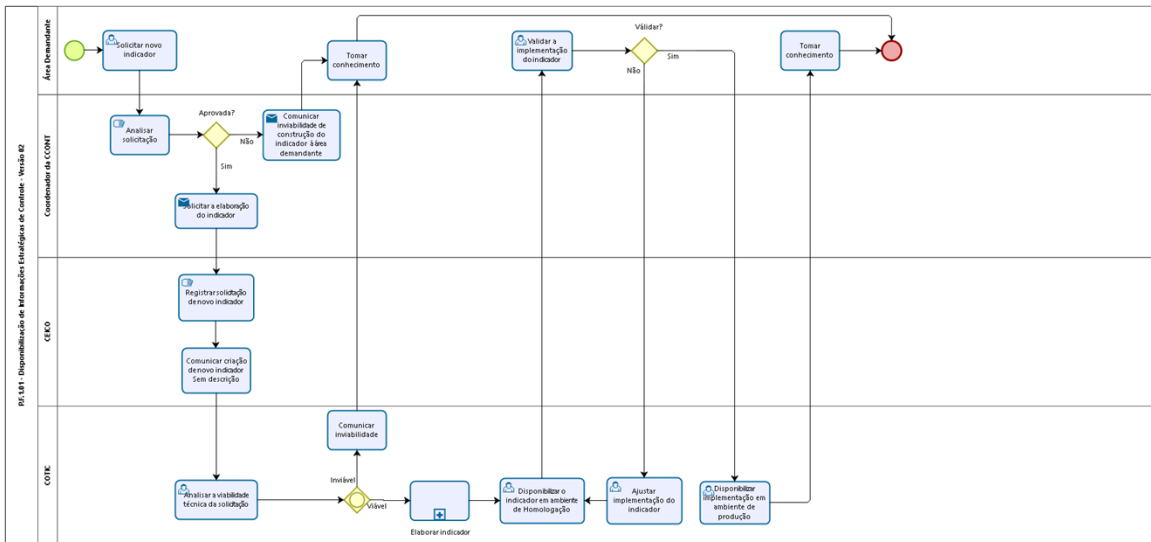 P.F.1.01 - Disponibilização de Informações Estratégicas de Controle - Versão 02
Área Demandante
Solicitar novo
indicador
Tomar
conhecimento
Validar a
implementação
do indicador
Válidar?
Sim
Não
Tomar
conhecimento
Coordenador da CCONT
Analisar
solicitação
Aprovada?
Não
Sim
Comunicar
inviabilidade de
construção do
indicador à área
demandante
Solicitar a elaboração
do indicador
CEICO
Registrar solicitação
de novo indicador
Comunicar criação
de novo indicador
Sem descrição
COTIC
Analisar a viabilidade
técnica da solicitação
Comunicar
inviabilidade
Inviável
Viável
Elaborar indicador
Disponibilizar o
indicador em ambiente
de Homologação
Ajustar
implementação do
indicador
Disponibilizar
implementação em
ambiente de
produção